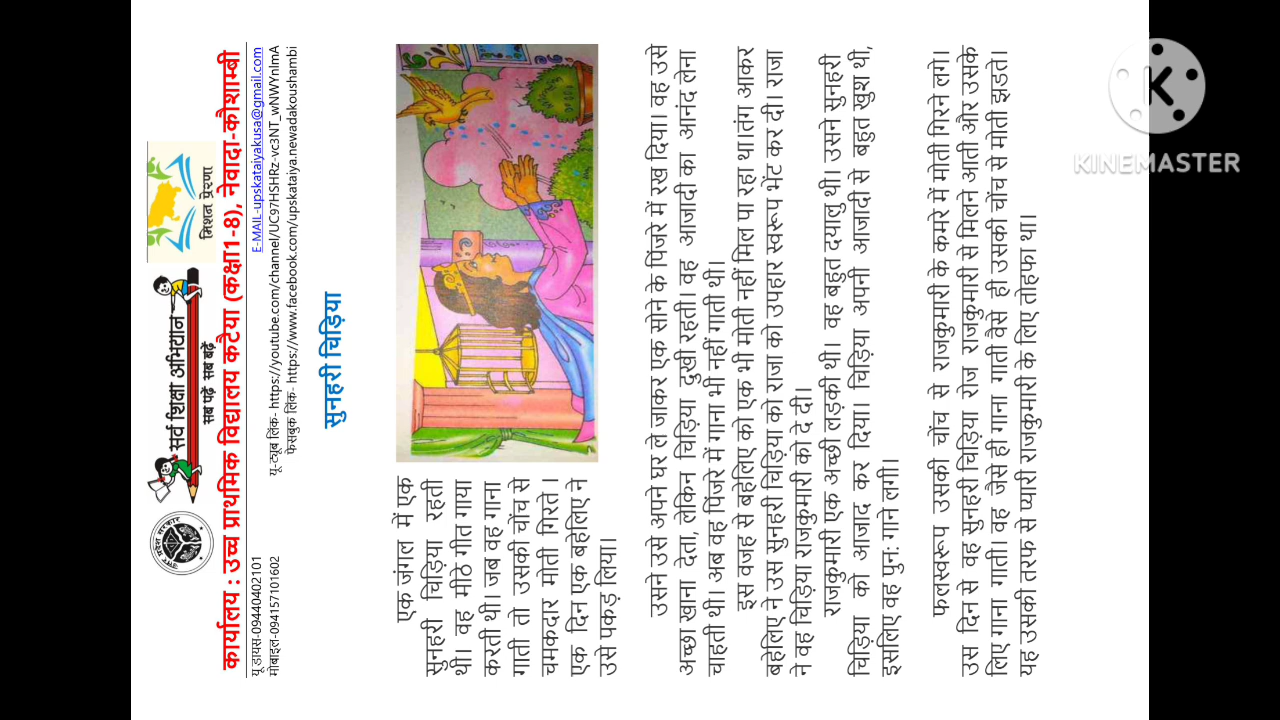 सर्व शिक्षा अभियान
सब पढ़ें सब बढ़ें
मिशन प्रेरणा
कार्यालय : उच्च प्राथमिक विद्यालय कटैया (कक्षा1-8), नेवादा-कौशाम्बी
यू डायस-09440402101
E-MAIL-upskataiyakusa@gmail.com
मोबाइल-094157101602
यू-ट्यूब लिंक- https://youtube.com/channel/UC97HSHRz-vc3NT_wNWYnlmA
फेसबुक लिंक- https://www.facebook.com/upskataiya.newadakoushambi
सुनहरी चिड़िया
एक जंगल में एक
सुनहरी चिड़िया रहती
थी। वह मीठे गीत गाया
करती थी। जब वह गाना
गाती तो उसकी चोंच से
चमकदार मोती गिरते ।
एक दिन एक बहेलिए ने
उसे पकड़ लिया।
उसने उसे अपने घर ले जाकर एक सोने के पिंजरे में रख दिया। वह उसे
अच्छा खाना देता, लेकिन चिड़िया दुखी रहती। वह आजादी का आनंद लेना
चाहती थी। अब वह पिंजरे में गाना भी नहीं गाती थी।
इस वजह से बहेलिए को एक भी मोती नहीं मिल पा रहा था।तंग आकर
बहेलिए ने उस सुनहरी चिड़िया को राजा को उपहार स्वरूप भेंट कर दी। राजा
ने वह चिड़िया राजकुमारी को दे दी।
राजकुमारी एक अच्छी लड़की थी। वह बहुत दयालु थी। उसने सुनहरी
चिड़िया को आजाद कर दिया। चिड़िया अपनी आजादी से बहुत खुश थी,
इसलिए वह पुन: गाने लगी।
फलस्वरूप उसकी चोंच से राजकुमारी के कमरे में मोती गिरने लगे।
उस दिन से वह सुनहरी चिड़िया रोज राजकुमारी से मिलने आती और उसके
लिए गाना गाती। वह जैसे ही गाना गाती वैसे ही उसकी चोंच से मोती झड़ते।
यह उसकी तरफ से प्यारी राजकुमारी के लिए तोहफा था।
KINEMASTER